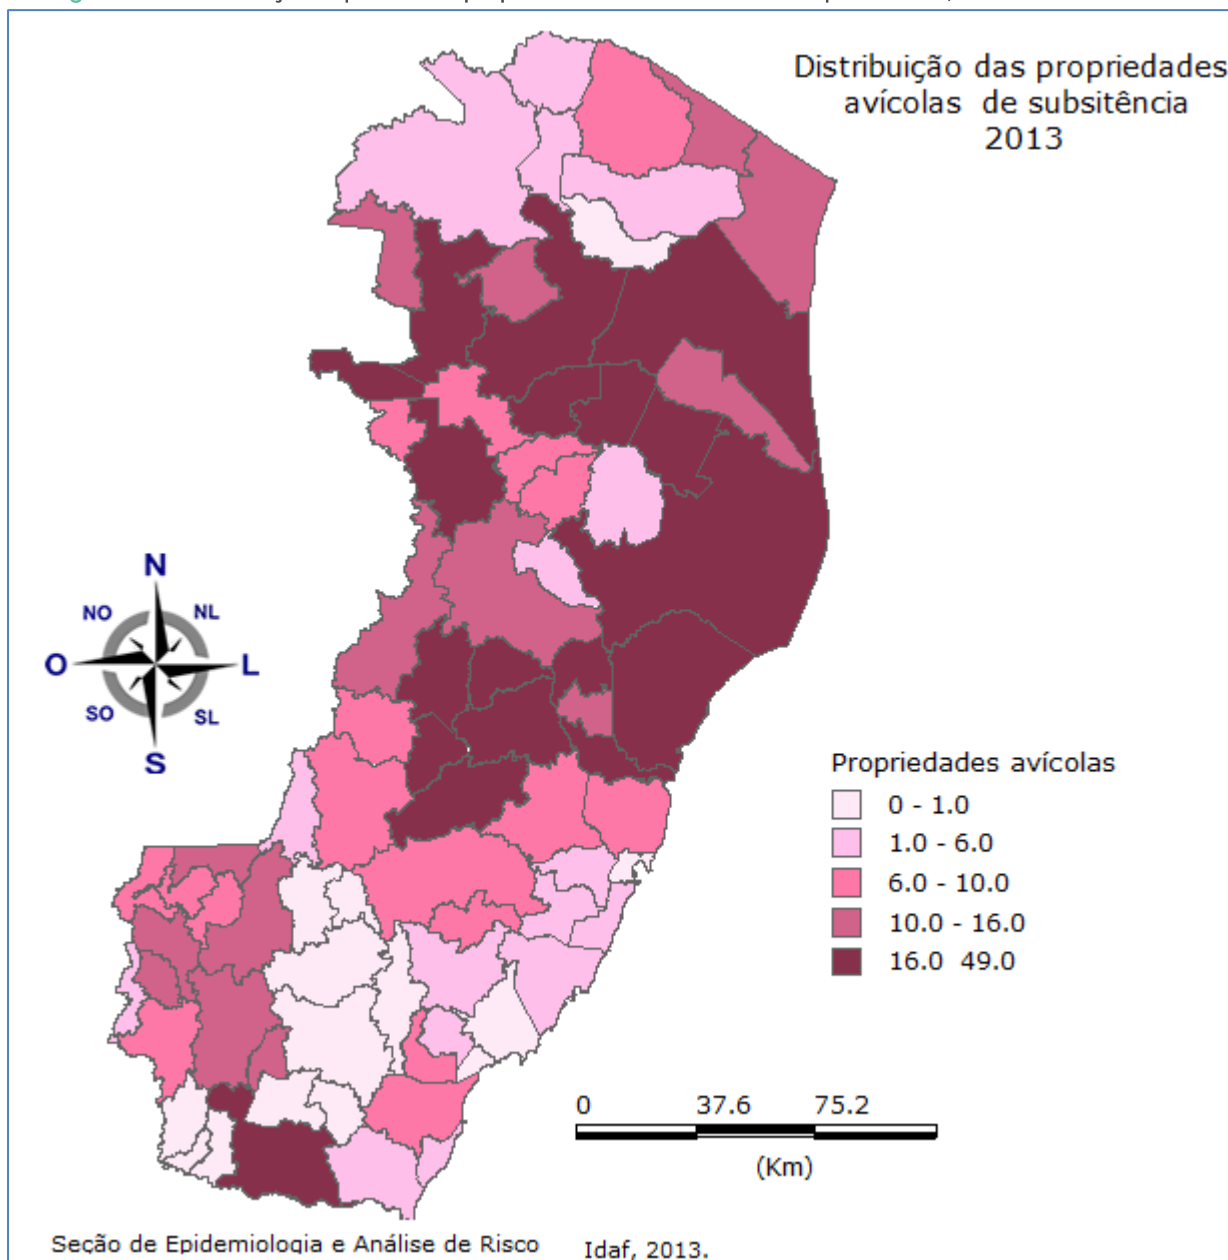 Distribuição das propriedades
avícolas de subsitência
2013
N
NO
NL
O
L
SO
SL
S
Propriedades avícolas
0 - 1.0
1.0 - 6.0
6.0 - 10.0
10.0 - 16.0
16.0 49.0
0 37.6 75.2
(Km)
Seção de Epidemiologia e Análise de Risco Idaf, 2013.